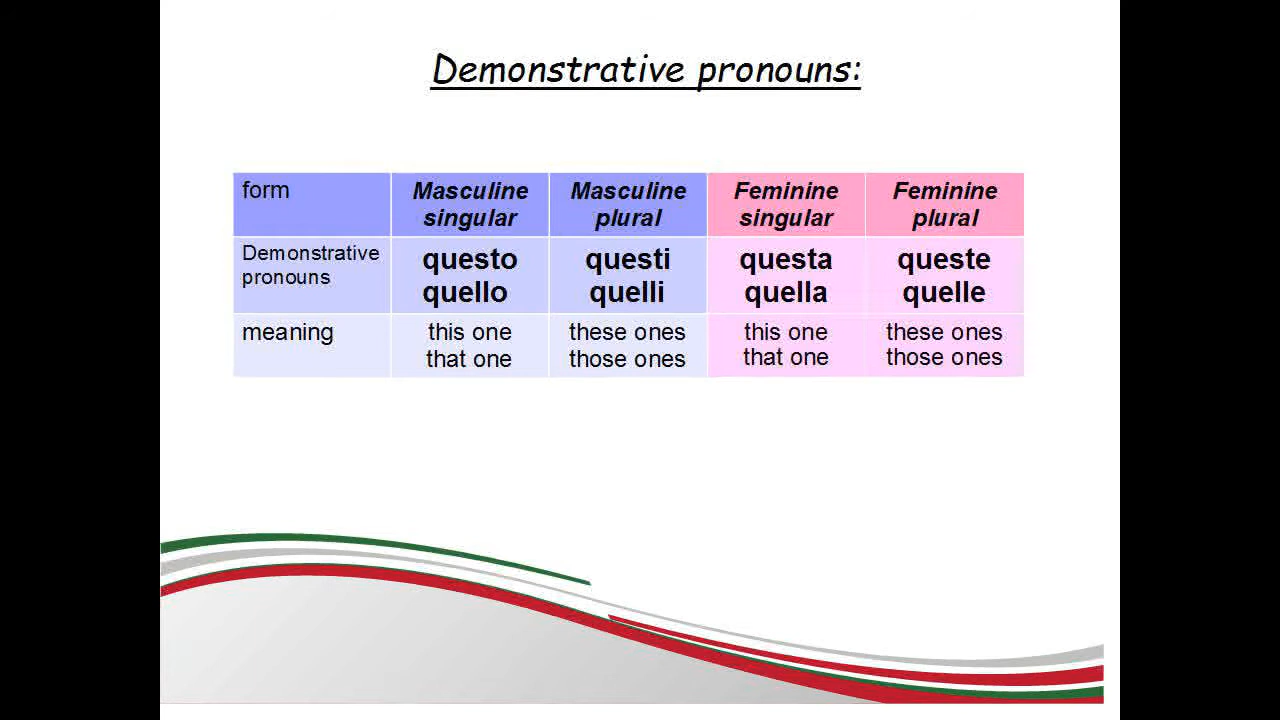 Demonstrative pronouns:
form Masculine Masculine Feminine Feminine
singular plural singular plural
Demonstrative questo questi questa queste
pronouns quello quelli quella quelle
meaning this one these ones this one these ones
that one those ones that one those ones